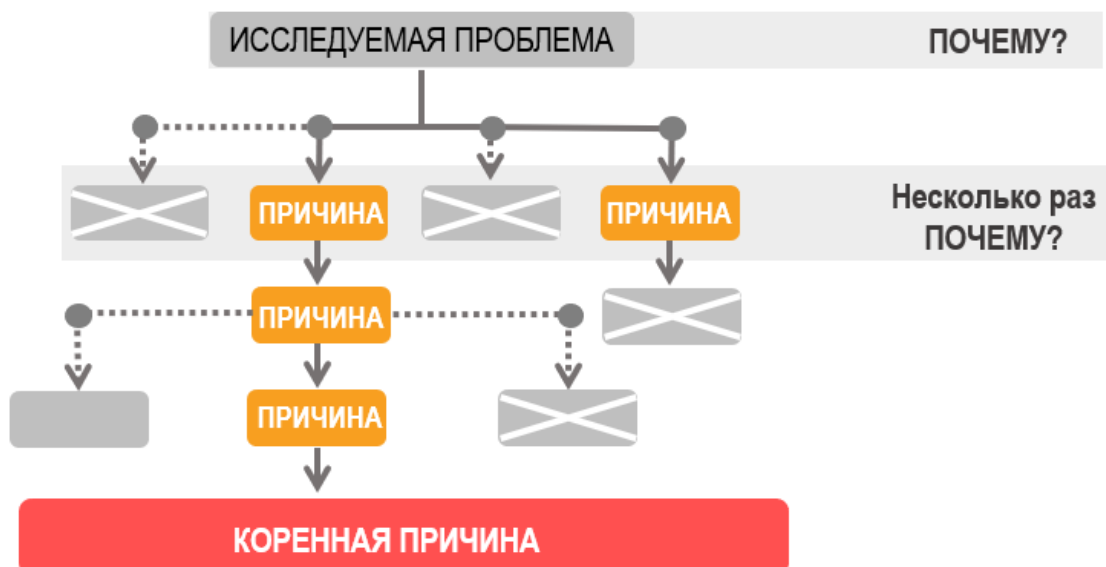 ИССЛЕДУЕМАЯ ПРОБЛЕМА
ПОЧЕМУ?
ПРИЧИНА
ПРИЧИНА
Несколько раз
ПОЧЕМУ?
ПРИЧИНА
ПРИЧИНА
КОРЕННАЯ ПРИЧИНА